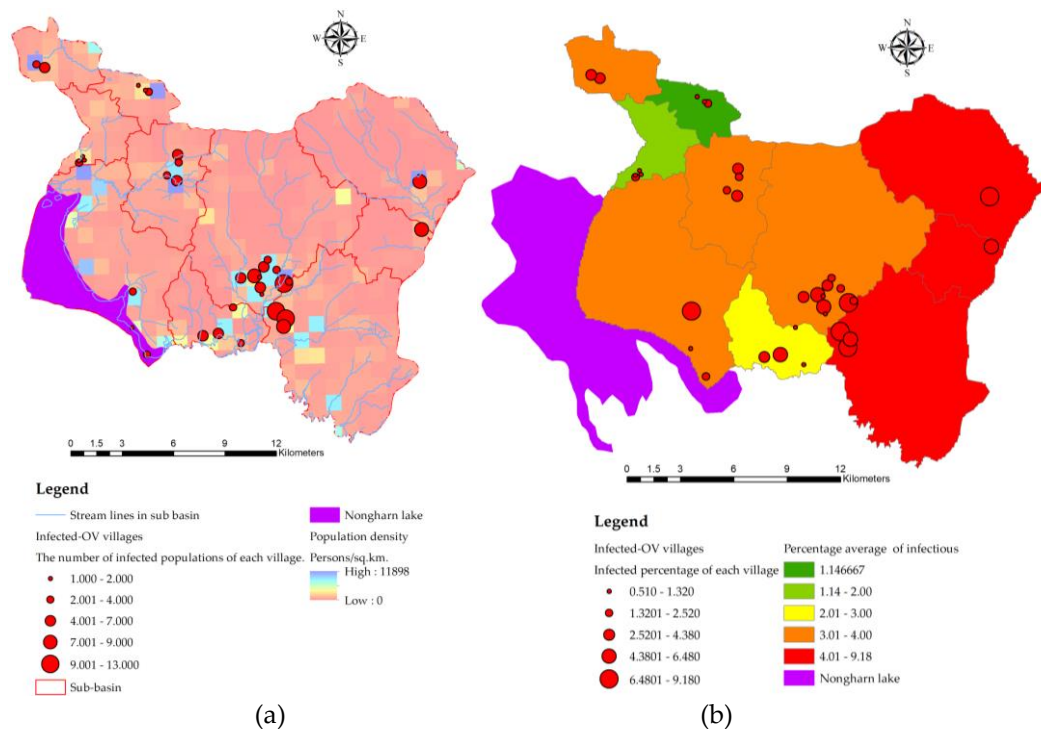 N
W E
S
N
W E
S
0 1.5 3 6 9 12
Kilometers
0 1.5 3 6 9 12
Kilometers
Legend
Stream lines in sub basin
Infected-OV villages
The number of infected populations of each village.
1.000 - 2.000
2.001 - 4.000
4.001 - 7.000
7.001 - 9.000
9.001 - 13.000
Sub-basin
Nongharn lake
Population density
Persons/sq.km.
High : 11898
Low : 0
Legend
Infected-OV villages
Infected percentage of each village
0.510 - 1.320
1.3201 - 2.520
2.5201 - 4.380
4.3801 - 6.480
6.4801 - 9.180
Percentage average of infectious
1.146667
1.14 - 2.00
2.01 - 3.00
3.01 - 4.00
4.01 - 9.18
Nongharn lake
(a)
(b)